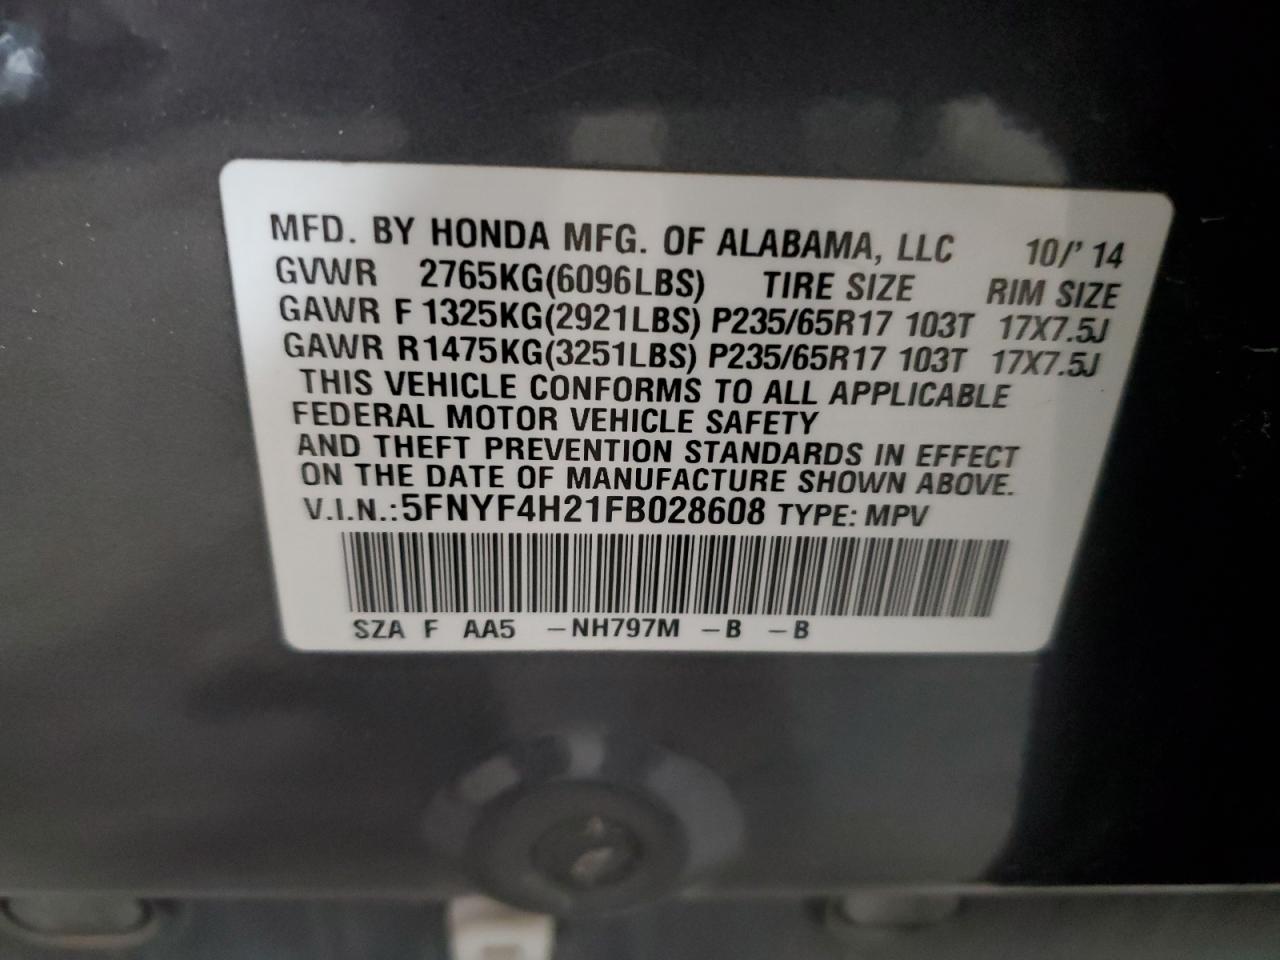 MFD. BY HONDA MFG. OF ALABAMA, LLC 10/' 14
GVWR 2765KG(6096LBS) TIRE SIZE RIM SIZE
GAWR F 1325KG(2921LBS) P235/65R17 103T 17X7.5J
GAWR R1475KG(3251LBS) P235/65R17 103T 17X7.5J
THIS VEHICLE CONFORMS TO ALL APPLICABLE
FEDERAL MOTOR VEHICLE SAFETY
AND THEFT PREVENTION STANDARDS IN EFFECT
ON THE DATE OF MANUFACTURE SHOWN ABOVE.
V.I.N.:5FNYF4H21FB028608 TYPE: MPV
SZA F AA5 -NH797M -B -B